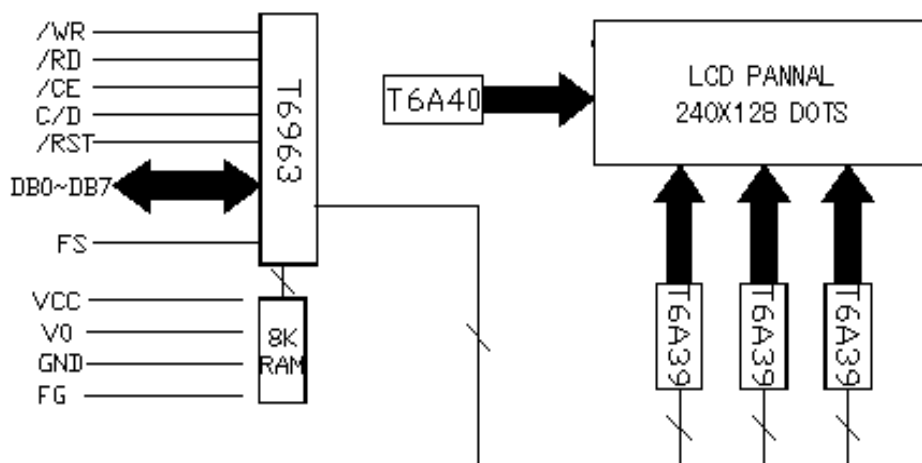 /WR
/RD
/CE
C/D
/RST
DB0~DB7
FS
VCC
V0
GND
FG
T6963
8K
RAM
T6A40
LCD PANNAL
240X128 DOTS
T6A39
T6A39
T6A39